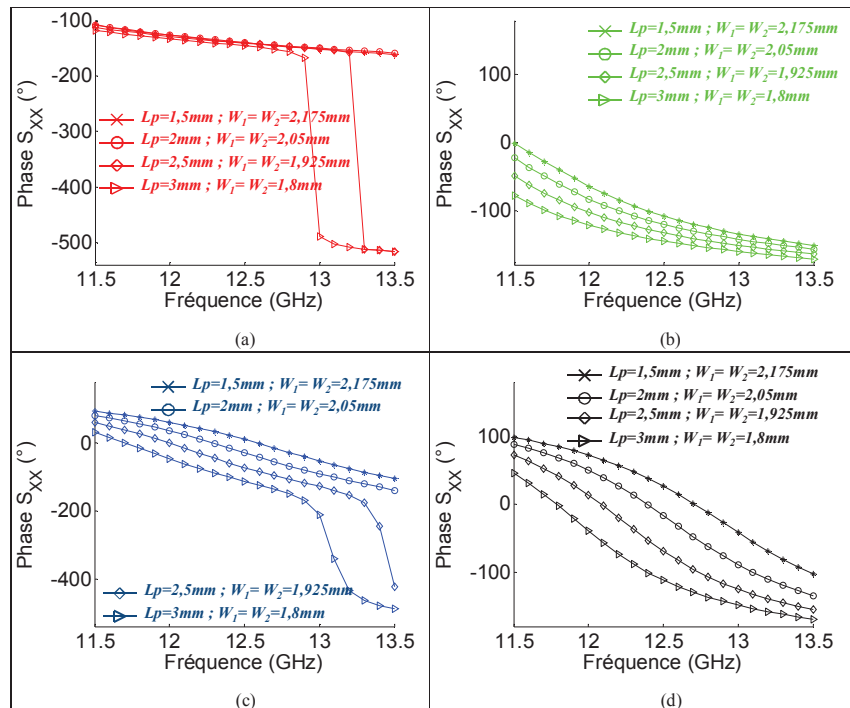 -100
-200
-300
-400
-500
Phase S_XX (°)
Lp=1,5mm ; W1= W2=2,175mm
Lp=2mm ; W1= W2=2,05mm
Lp=2,5mm ; W1= W2=1,925mm
Lp=3mm ; W1= W2=1,8mm
11.5 12 12.5 13 13.5
Fréquence (GHz)
(a)
Lp=1,5mm ; W1= W2=2,175mm
Lp=2mm ; W1= W2=2,05mm
Lp=2,5mm ; W1= W2=1,925mm
Lp=3mm ; W1= W2=1,8mm
100
0
-100
Phase S_XX (°)
11.5 12 12.5 13 13.5
Fréquence (GHz)
(b)
Lp=1,5mm ; W1= W2=2,175mm
Lp=2mm ; W1= W2=2,05mm
0
-200
-400
Phase S_XX (°)
Lp=2,5mm ; W1= W2=1,925mm
Lp=3mm ; W1= W2=1,8mm
11.5 12 12.5 13 13.5
Fréquence (GHz)
(c)
Lp=1,5mm ; W1= W2=2,175mm
Lp=2mm ; W1= W2=2,05mm
Lp=2,5mm ; W1= W2=1,925mm
Lp=3mm ; W1= W2=1,8mm
100
0
-100
Phase S_XX (°)
11.5 12 12.5 13 13.5
Fréquence (GHz)
(d)